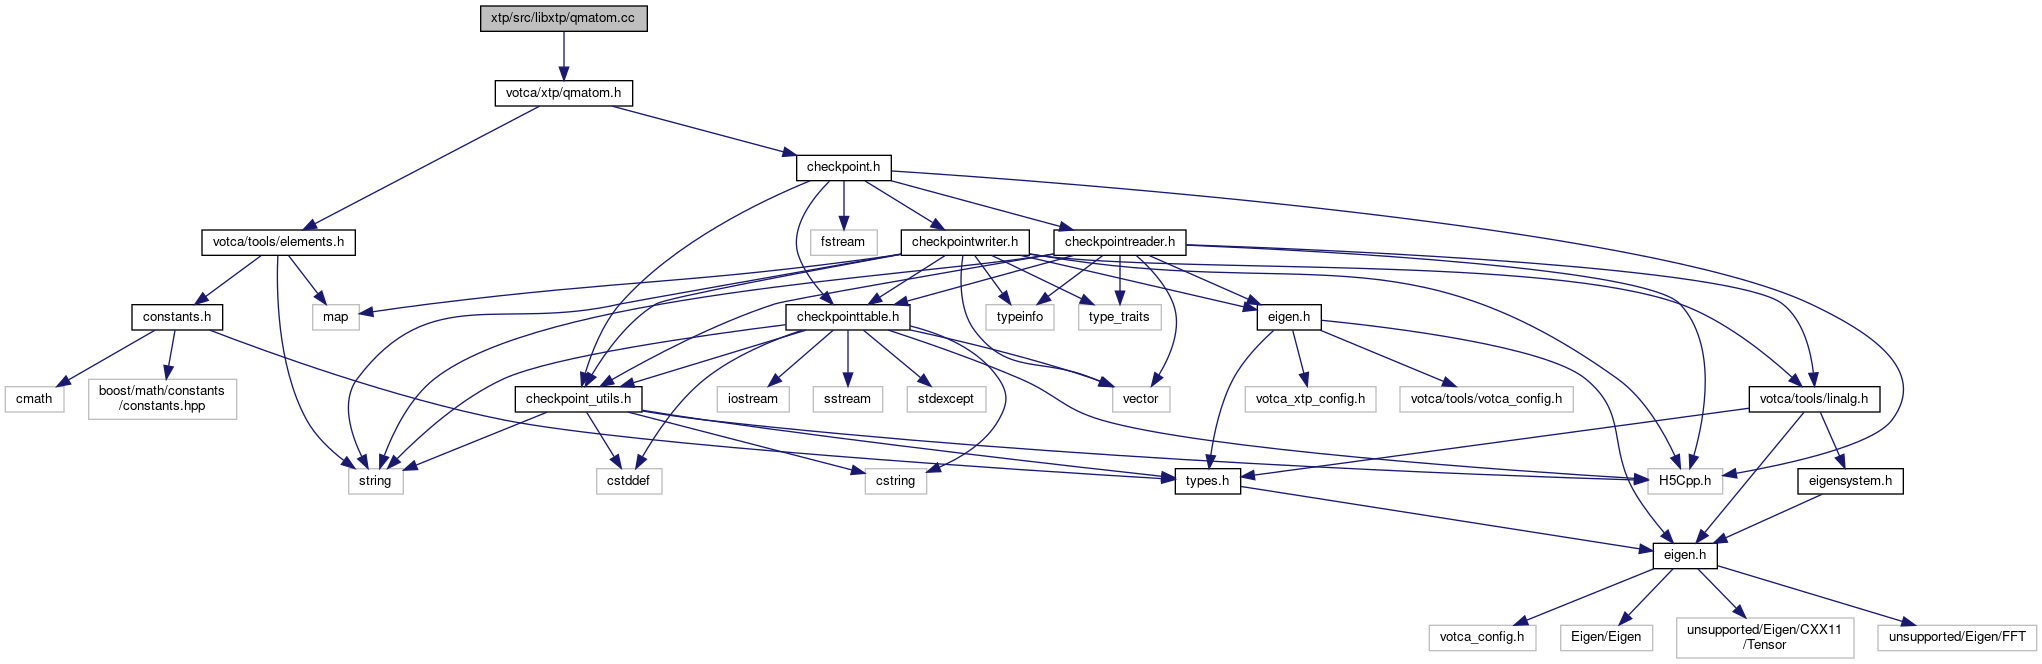 xtp/src/libxtp/qmatom.cc
votca/xtp/qmatom.h
checkpoint.h
votca/tools/elements.h
fstream
checkpointwriter.h
checkpointreader.h
constants.h
map
checkpointtable.h
typeinfo
type_traits
eigen.h
cmath
boost/math/constants
/constants.hpp
checkpoint_utils.h
iostream
sstream
stdexcept
vector
votca_xtp_config.h
votca/tools/votca_config.h
votca/tools/linalg.h
string
cstddef
cstring
types.h
H5Cpp.h
eigensystem.h
eigen.h
votca_config.h
Eigen/Eigen
unsupported/Eigen/CXX11
/Tensor
unsupported/Eigen/FFT